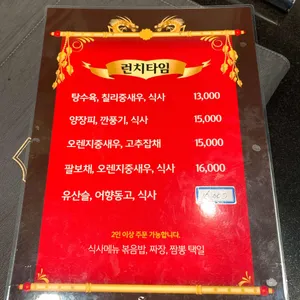 런치타임
탕수육, 칠리중새우, 식사 13,000
양장피, 깐풍기, 식사 15,000
오렌지중새우, 고추잡채 15,000
팔보채, 오렌지중새우, 식사 16,000
유산슬, 어향동고, 식사
2인 이상 주문 가능합니다.
식사메뉴 볶음밥, 짜장, 짬뽕 택일